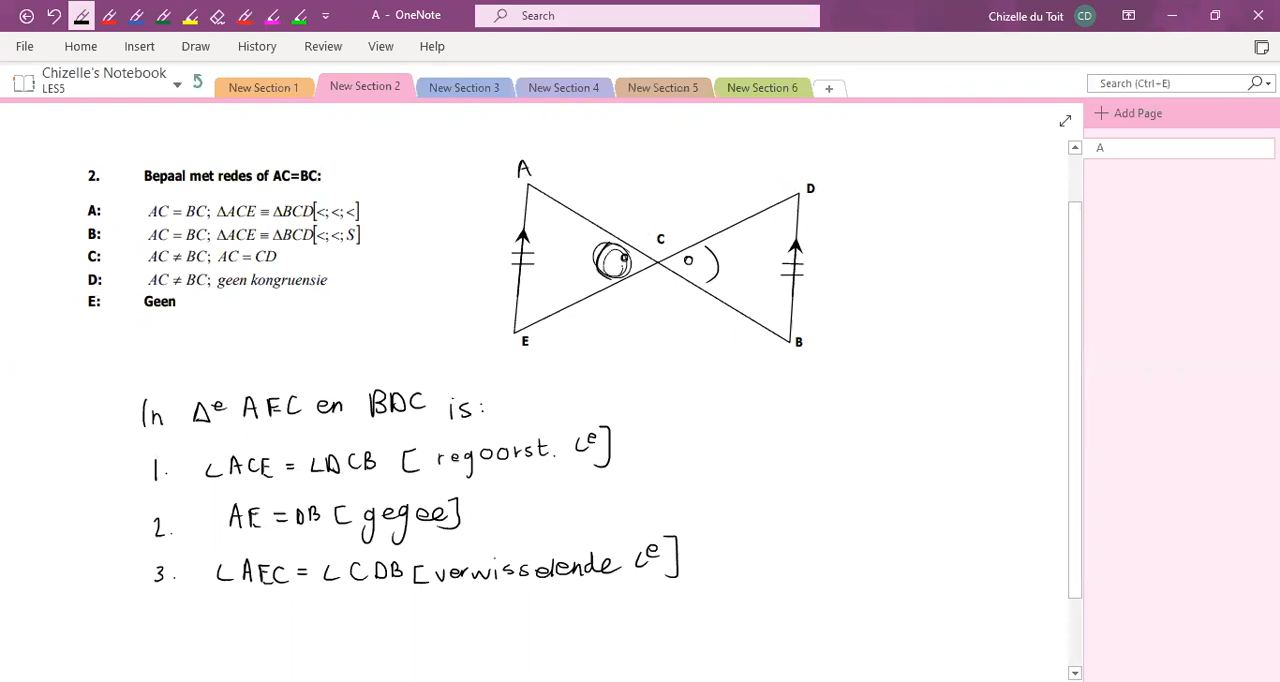 A - OneNote
Search
Chizelle du Toit
CD
File Home Insert Draw History Review View Help
Chizelle's Notebook
LES5
New Section 1 New Section 2 New Section 3 New Section 4 New Section 5 New Section 6
Search (Ctrl+E)
Add Page
A
2. Bepaal met redes of AC=BC:
A: AC = BC; ΔACE ≡ ΔBCD[<;<;<]
B: AC = BC; ΔACE ≡ ΔBCD[<;<;S]
C: AC ≠ BC; AC = CD
D: AC ≠ BC; geen kongruensie
E: Geen
A
D
C
E
B
In Δe AEC en BDC is:
1. ∠ACE = ∠DCB [regoorst. ∠e]
2. AE = DB [gegee]
3. ∠AEC = ∠CDB [verwisselende ∠e]